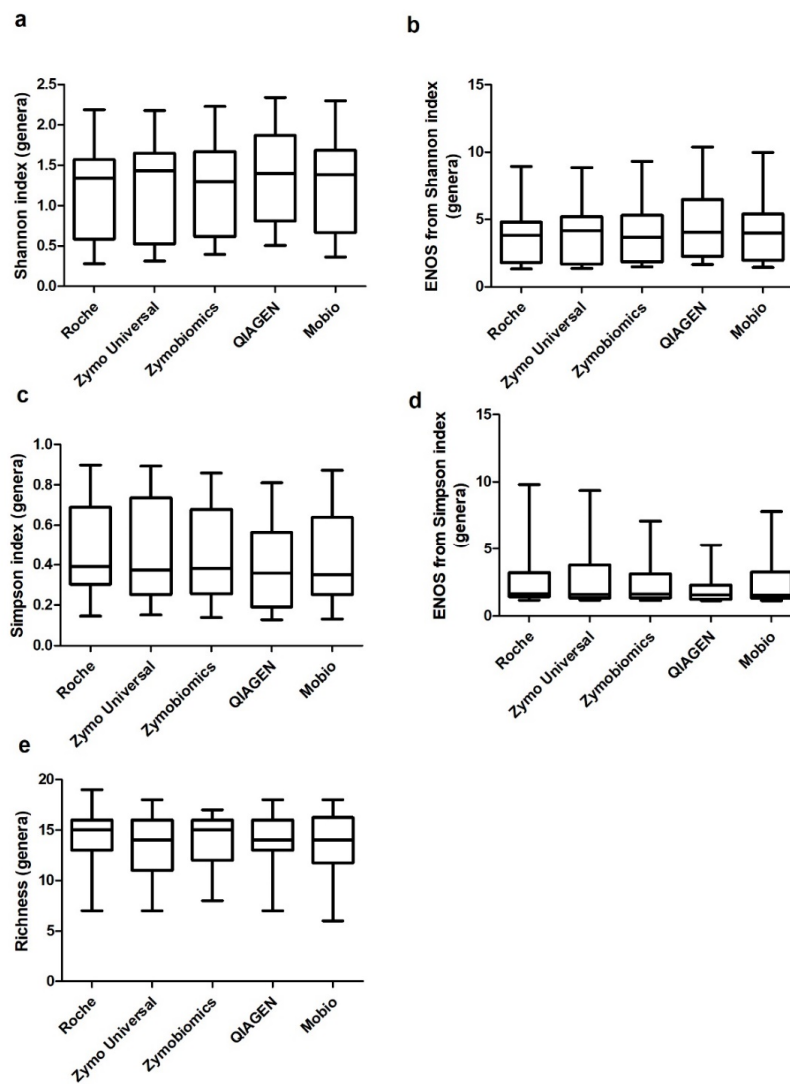 a
Shannon index (genera)
2.5
2.0
1.5
1.0
0.5
0.0
Roche
Zymo Universal
Zymobiomics
QIAGEN
Mobio
b
ENOS from Shannon index
(genera)
15
10
5
0
Roche
Zymo Universal
Zymobiomics
QIAGEN
Mobio
c
Simpson index (genera)
1.0
0.8
0.6
0.4
0.2
0.0
Roche
Zymo Universal
Zymobiomics
QIAGEN
Mobio
d
ENOS from Simpson index
(genera)
15
10
5
0
Roche
Zymo Universal
Zymobiomics
QIAGEN
Mobio
e
Richness (genera)
20
15
10
5
0
Roche
Zymo Universal
Zymobiomics
QIAGEN
Mobio